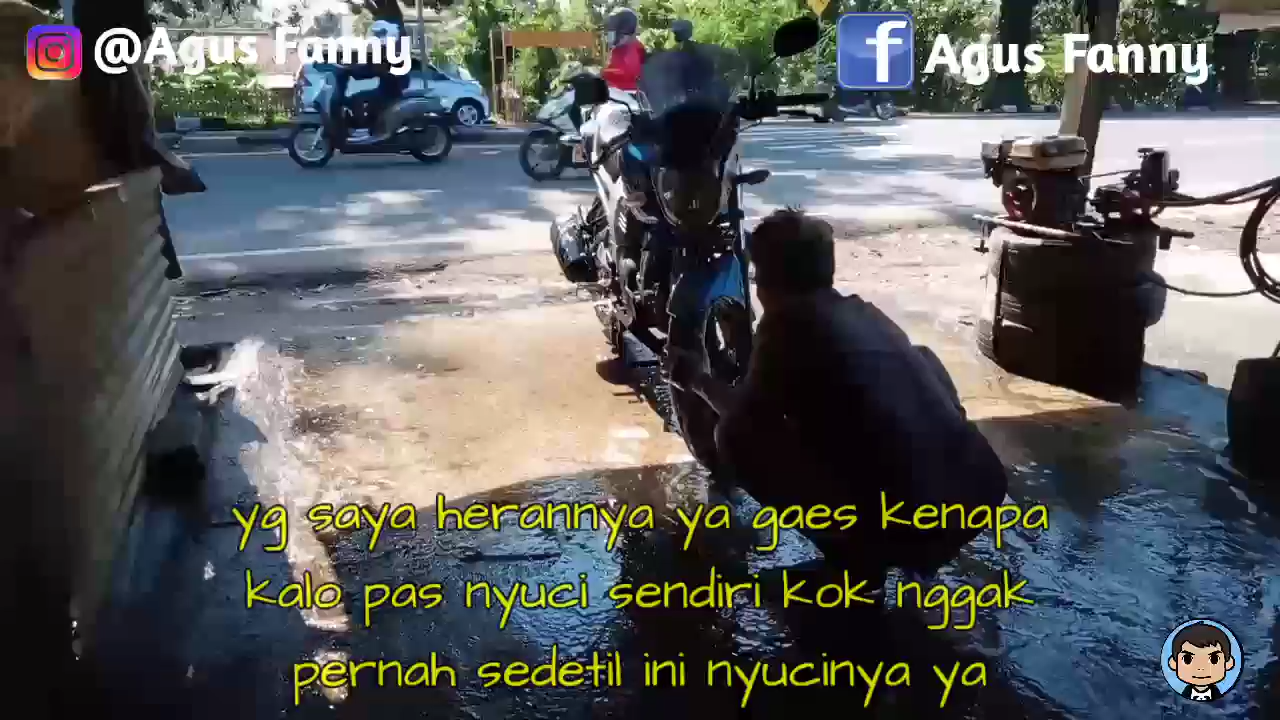 @Agus Fanny
f Agus Fanny
yg saya herannya ya gaes kenapa
kalo pas nyuci sendiri kok nggak
pernah sedetil ini nyucinya ya